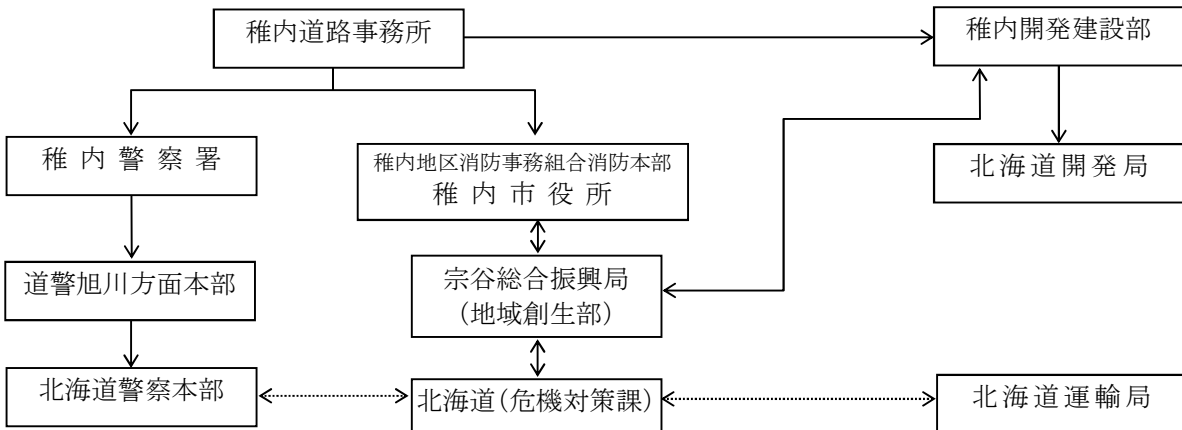 稚内道路事務所
稚内開発建設部
稚内警察署
稚内地区消防事務組合消防本部
稚内市役所
北海道開発局
道警旭川方面本部
宗谷総合振興局
（地域創生部）
北海道警察本部
北海道（危機対策課）
北海道運輸局